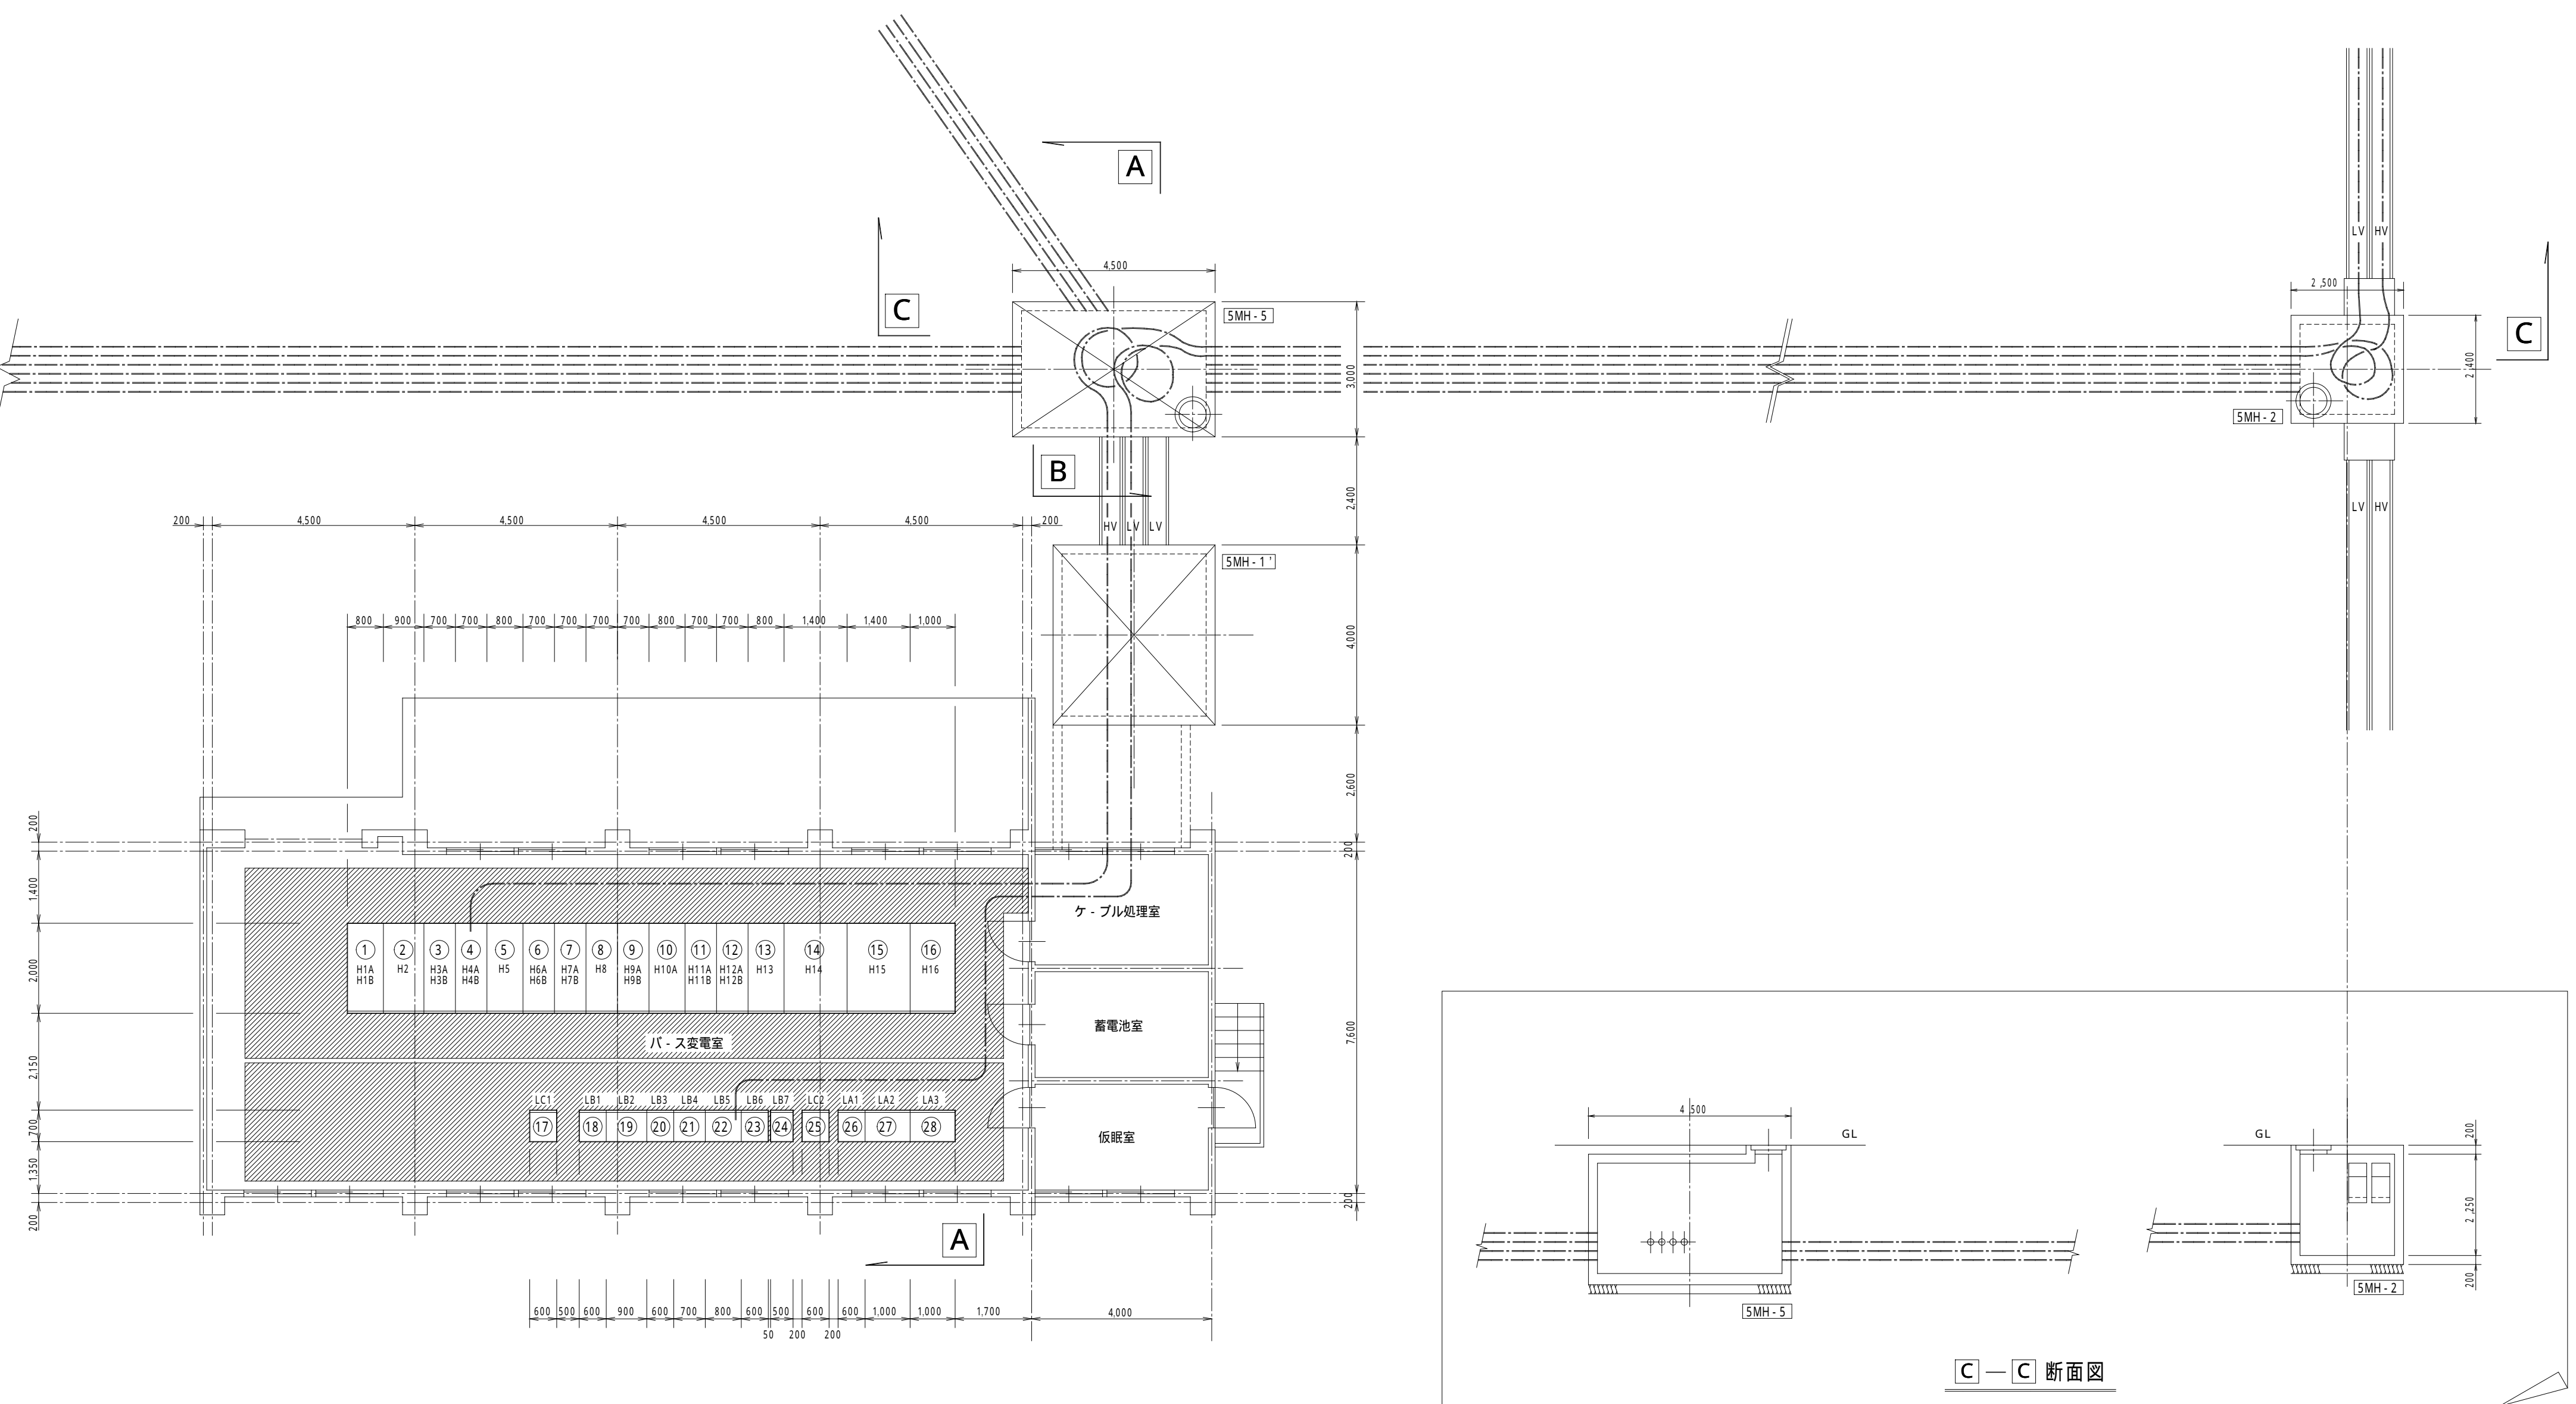 A
C
4,500
5MH-5
3,000
LV HV
2,500
2,400
5MH-2
C
LV HV
B
2,400
HV LV LV
5MH-1'
4,000
2,600
200
7,600
200
200 4,500 4,500 4,500 4,500 200
800 900 700 700 800 700 700 700 700 800 700 700 800 1,400 1,400 1,000
200
1,400
2,000
2,150
700
1,350
200
1 2 3 4 5 6 7 8 9 10 11 12 13 14 15 16
H1A H2 H3A H4A H5 H6A H7A H8 H9A H10A H11A H12A H13 H14 H15 H16
H1B H3B H4B H6B H7B H9B H11B H12B
ケ-ブル処理室
蓄電池室
仮眠室
バ-ス変電室
LC1 LB1 LB2 LB3 LB4 LB5 LB6 LB7 LC2 LA1 LA2 LA3
17 18 19 20 21 22 23 24 25 26 27 28
A
600 500 600 900 600 700 800 600 500 600 600 1,000 1,000 1,700 4,000
50 200 200
4,500
GL
GL
200
2,250
200
5MH-5
5MH-2
C — C 断面図